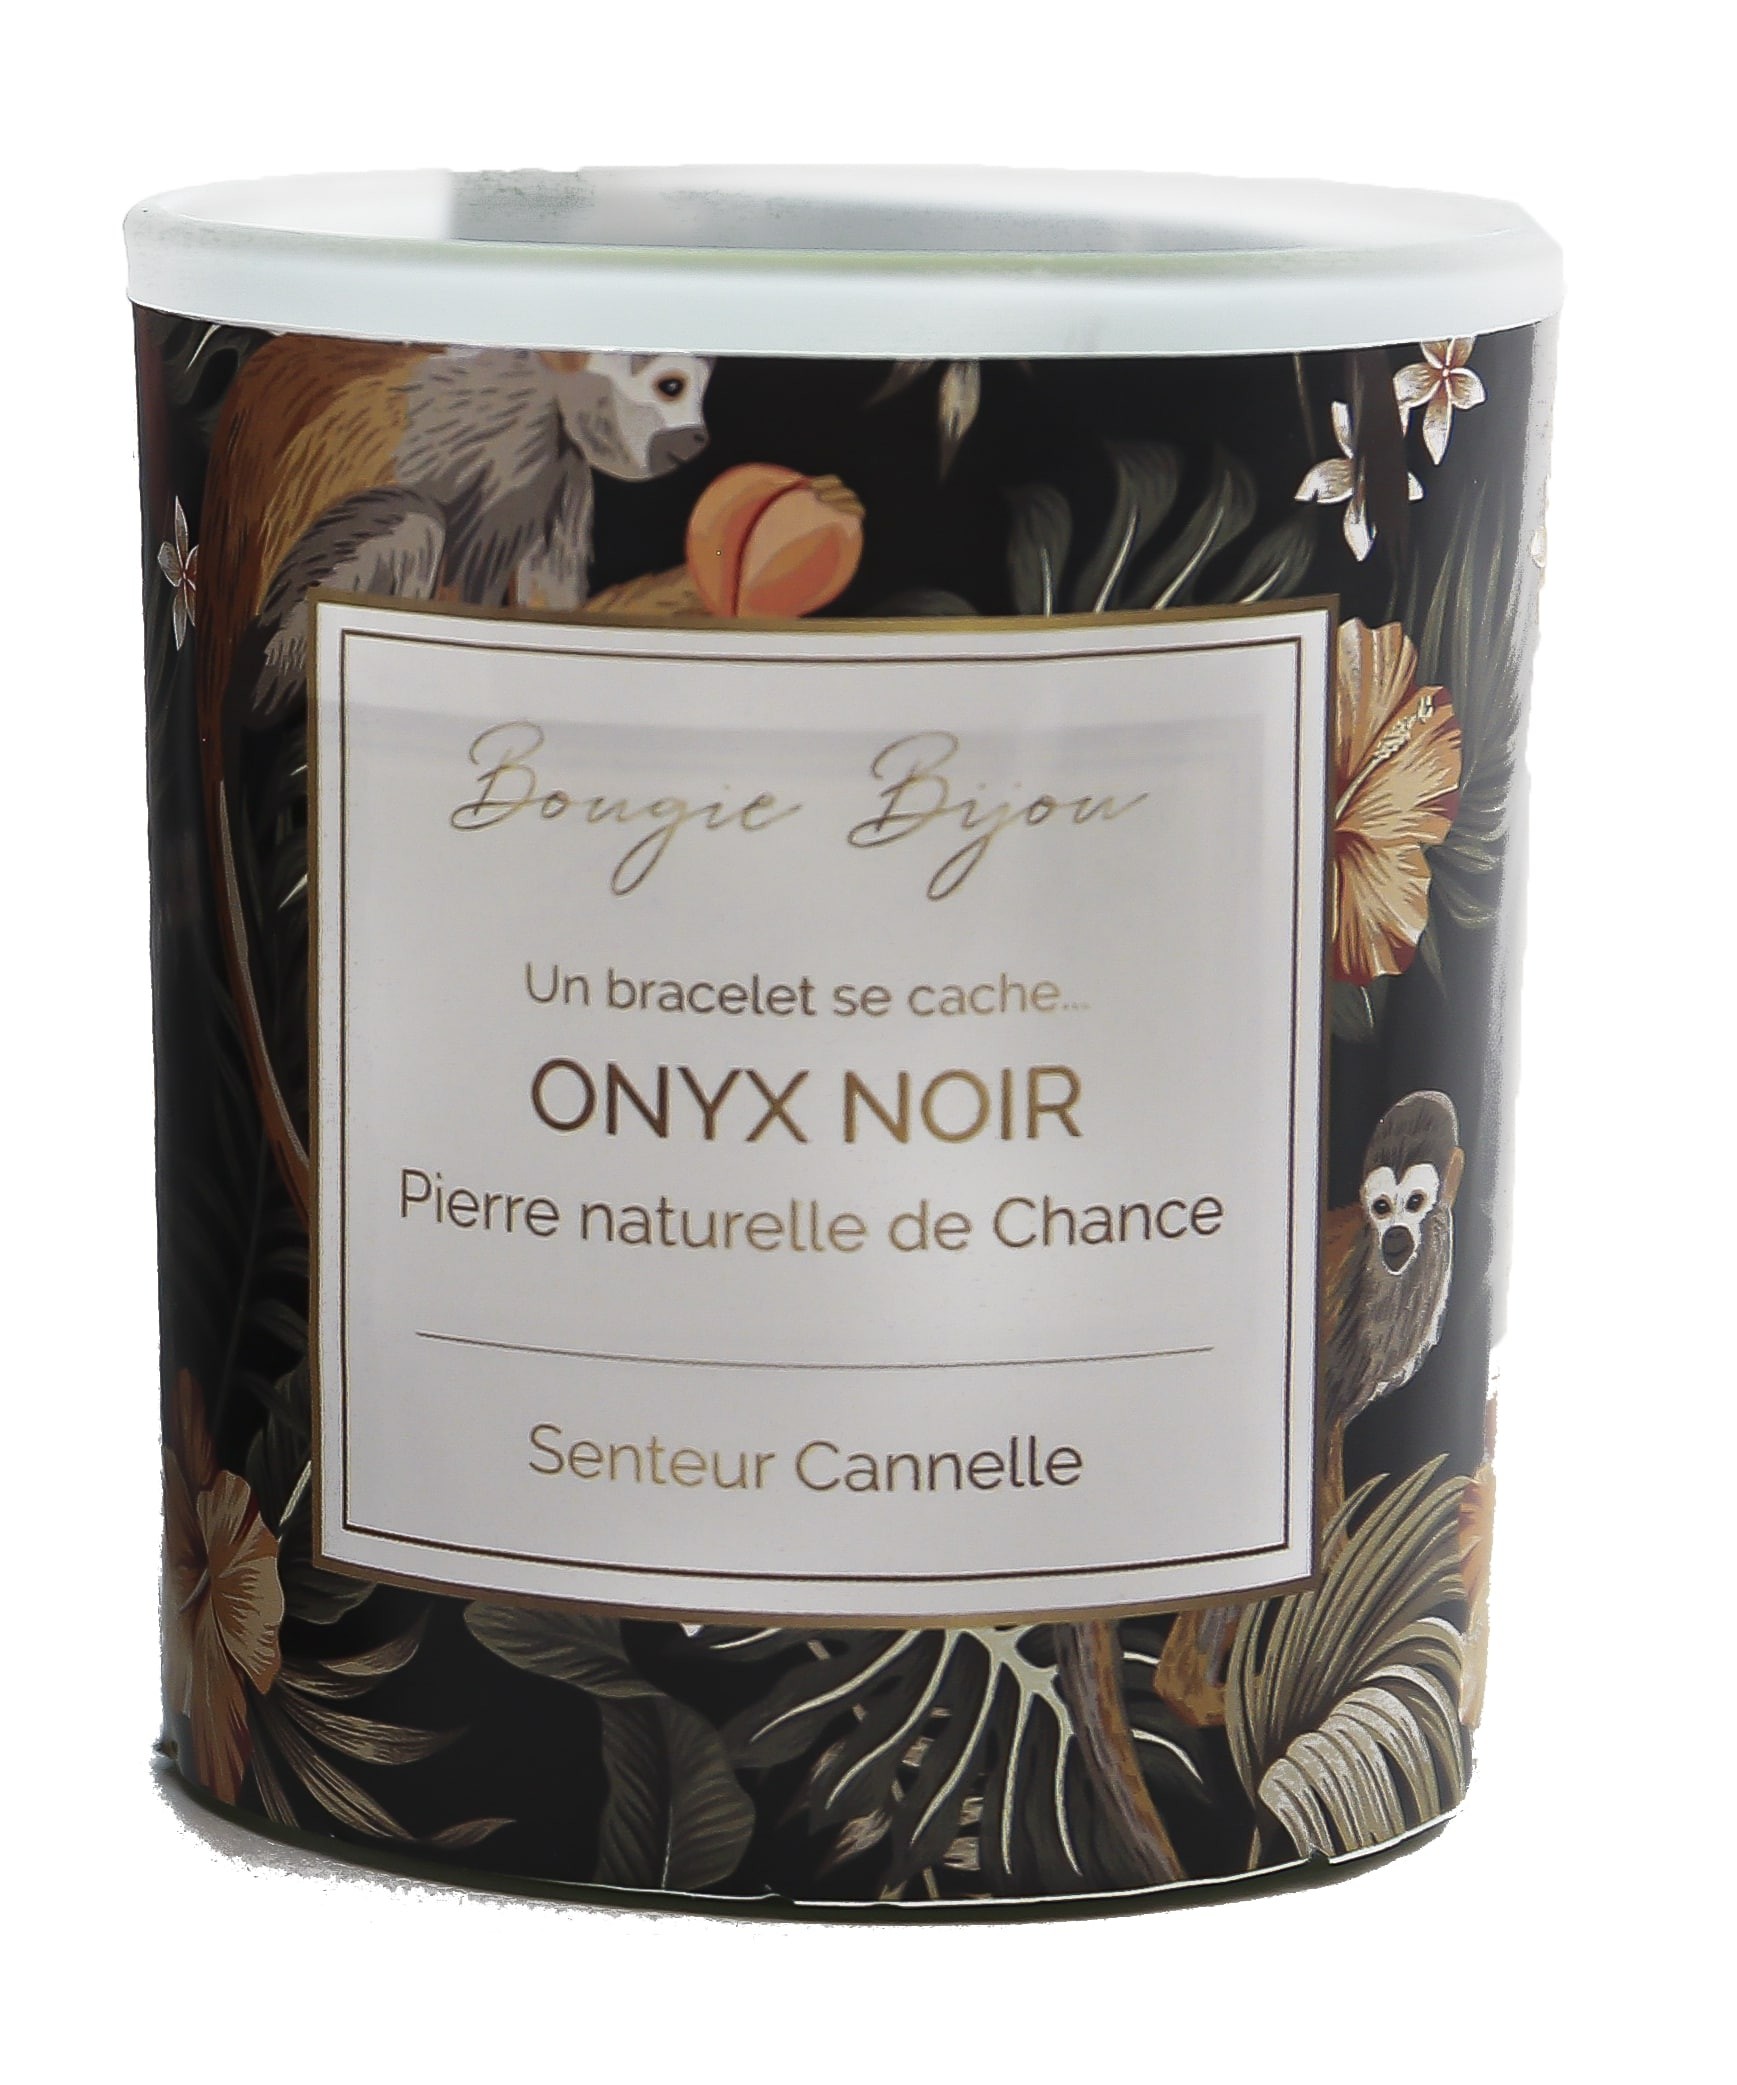 Bougie Bijou
Un bracelet se cache...
ONYX NOIR
Pierre naturelle de Chance
Senteur Cannelle